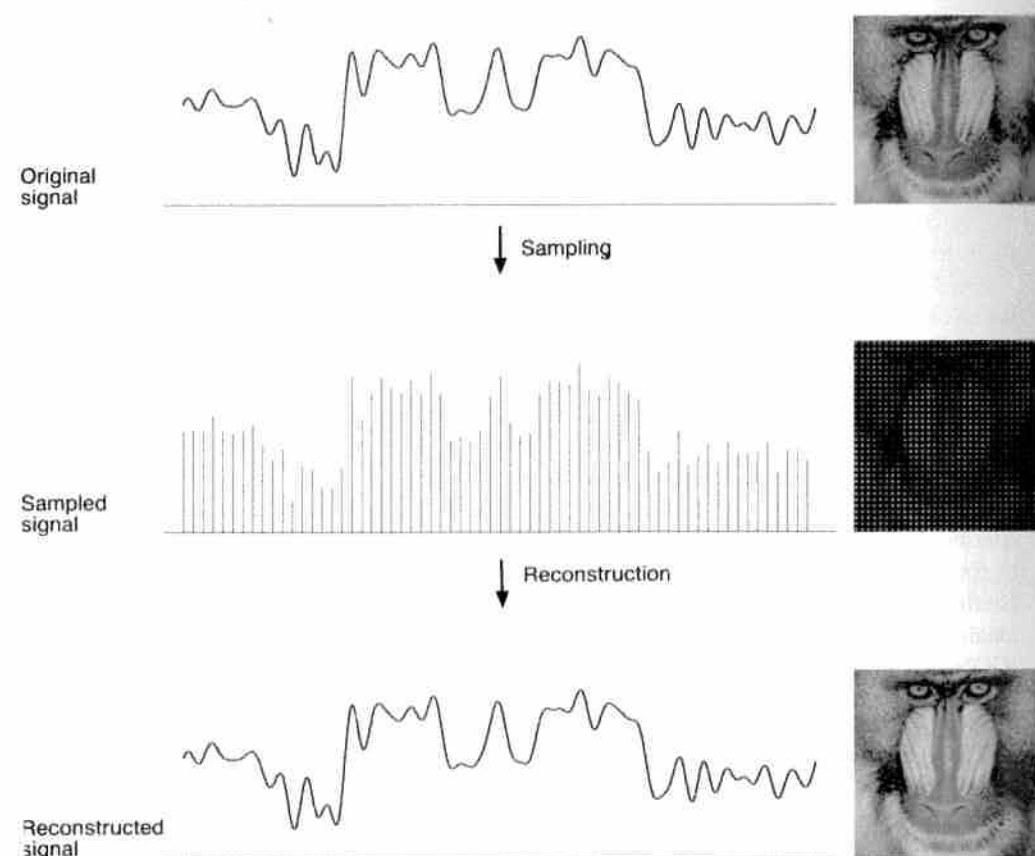 Original
signal
Sampling
Sampled
signal
Reconstruction
Reconstructed
signal